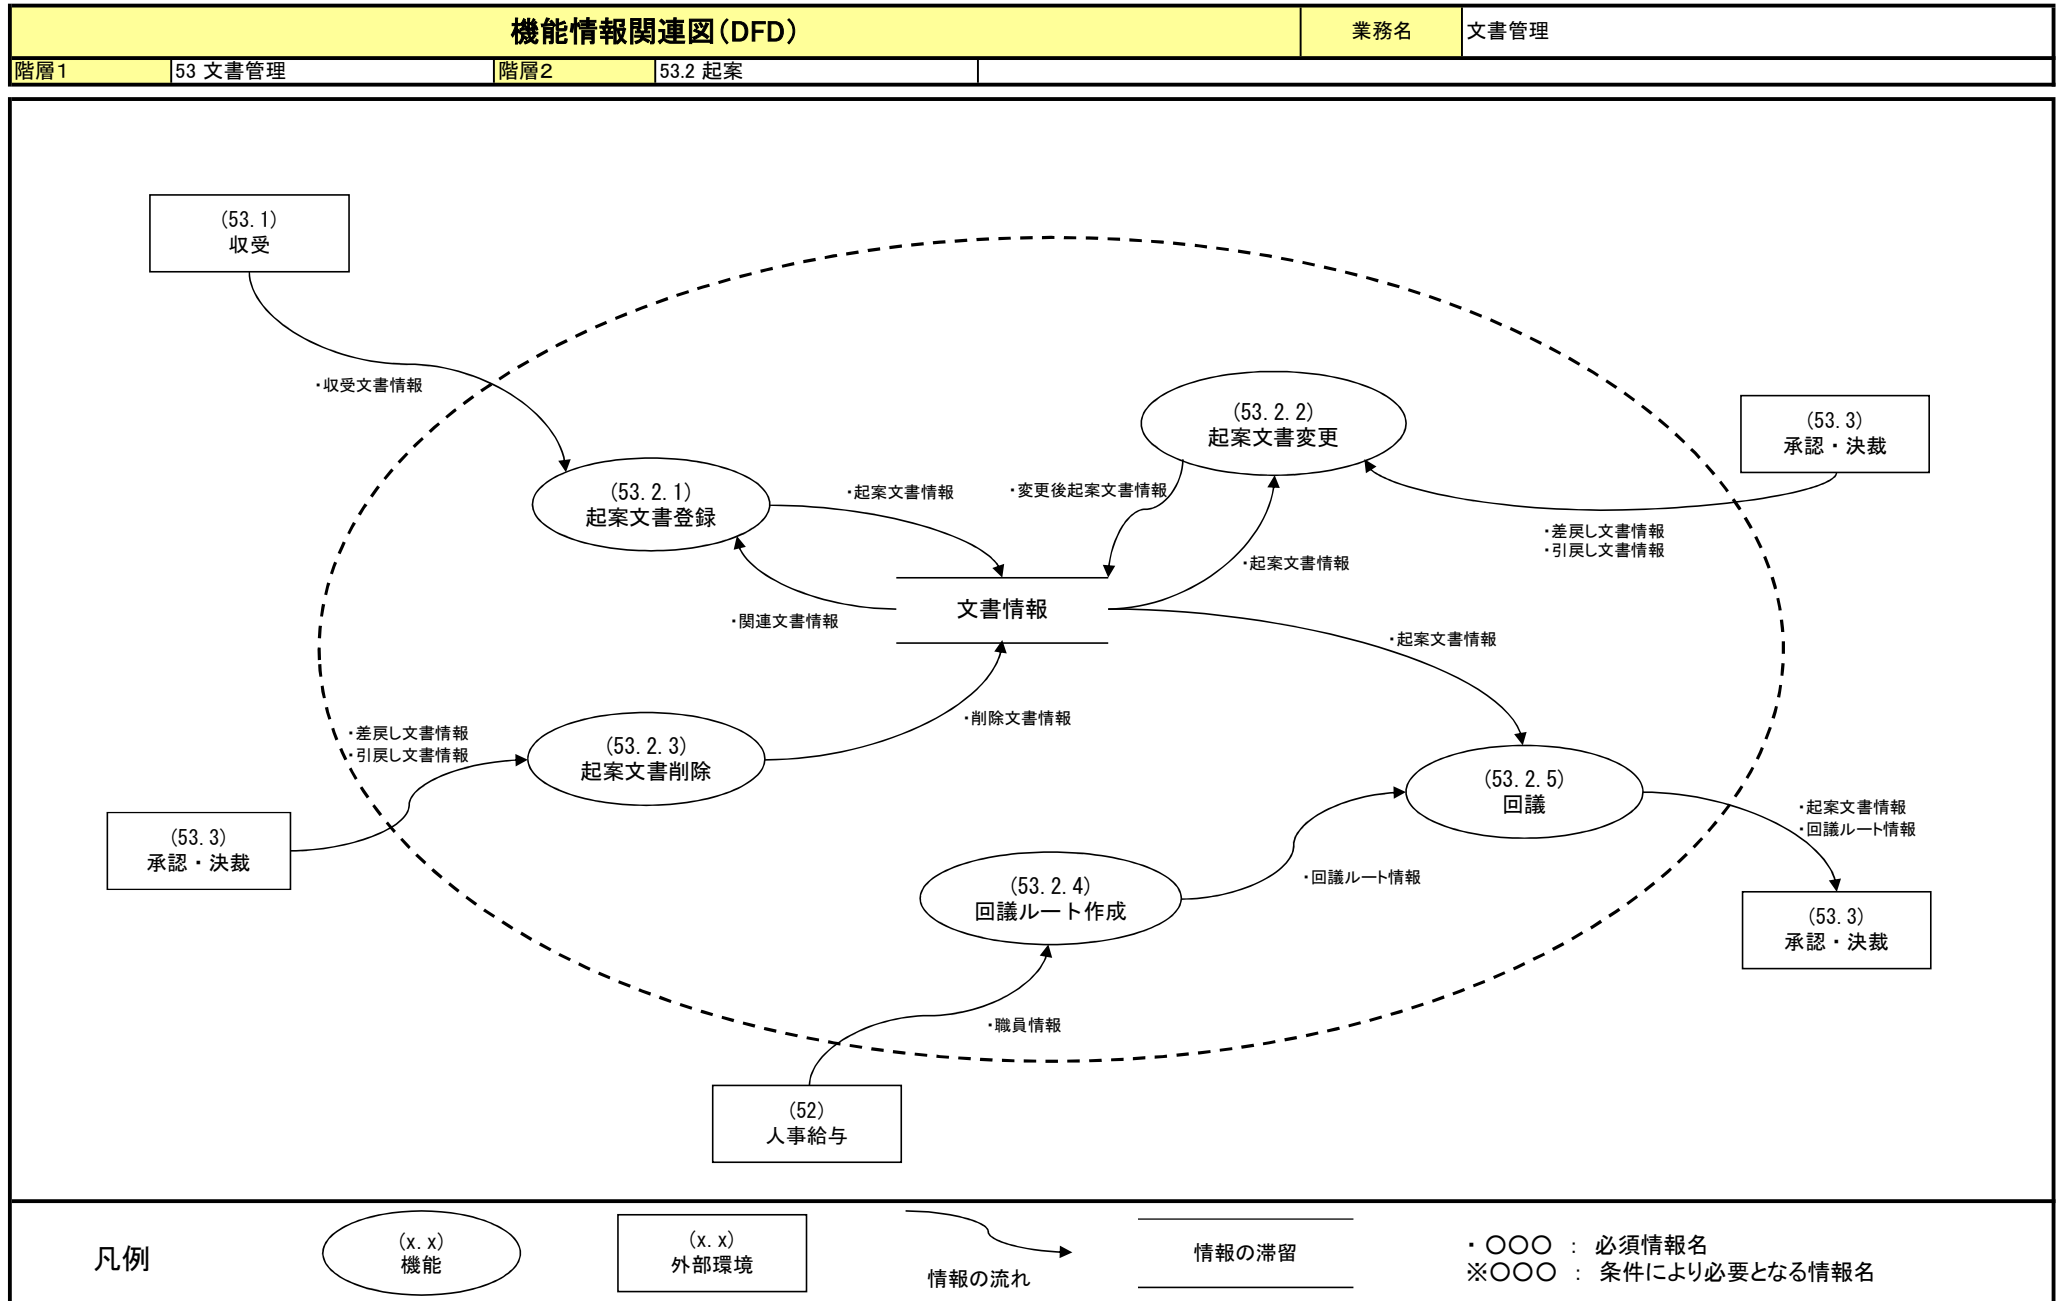 機能情報関連図(DFD)
業務名
文書管理
階層1
53 文書管理
階層2
53.2 起案
(53.1)
収受
・収受文書情報
(53.2.2)
起案文書変更
(53.3)
承認・決裁
(53.2.1)
起案文書登録
・起案文書情報
・変更後起案文書情報
・差戻し文書情報
・引戻し文書情報
・起案文書情報
文書情報
・関連文書情報
・起案文書情報
・削除文書情報
・差戻し文書情報
・引戻し文書情報
(53.2.3)
起案文書削除
(53.2.5)
回議
・起案文書情報
・回議ルート情報
(53.3)
承認・決裁
(53.2.4)
回議ルート作成
・回議ルート情報
(53.3)
承認・決裁
・職員情報
(52)
人事給与
凡例
(x.x)
機能
(x.x)
外部環境
情報の流れ
情報の滞留
・ 〇〇〇 : 必須情報名
※〇〇〇 : 条件により必要となる情報名